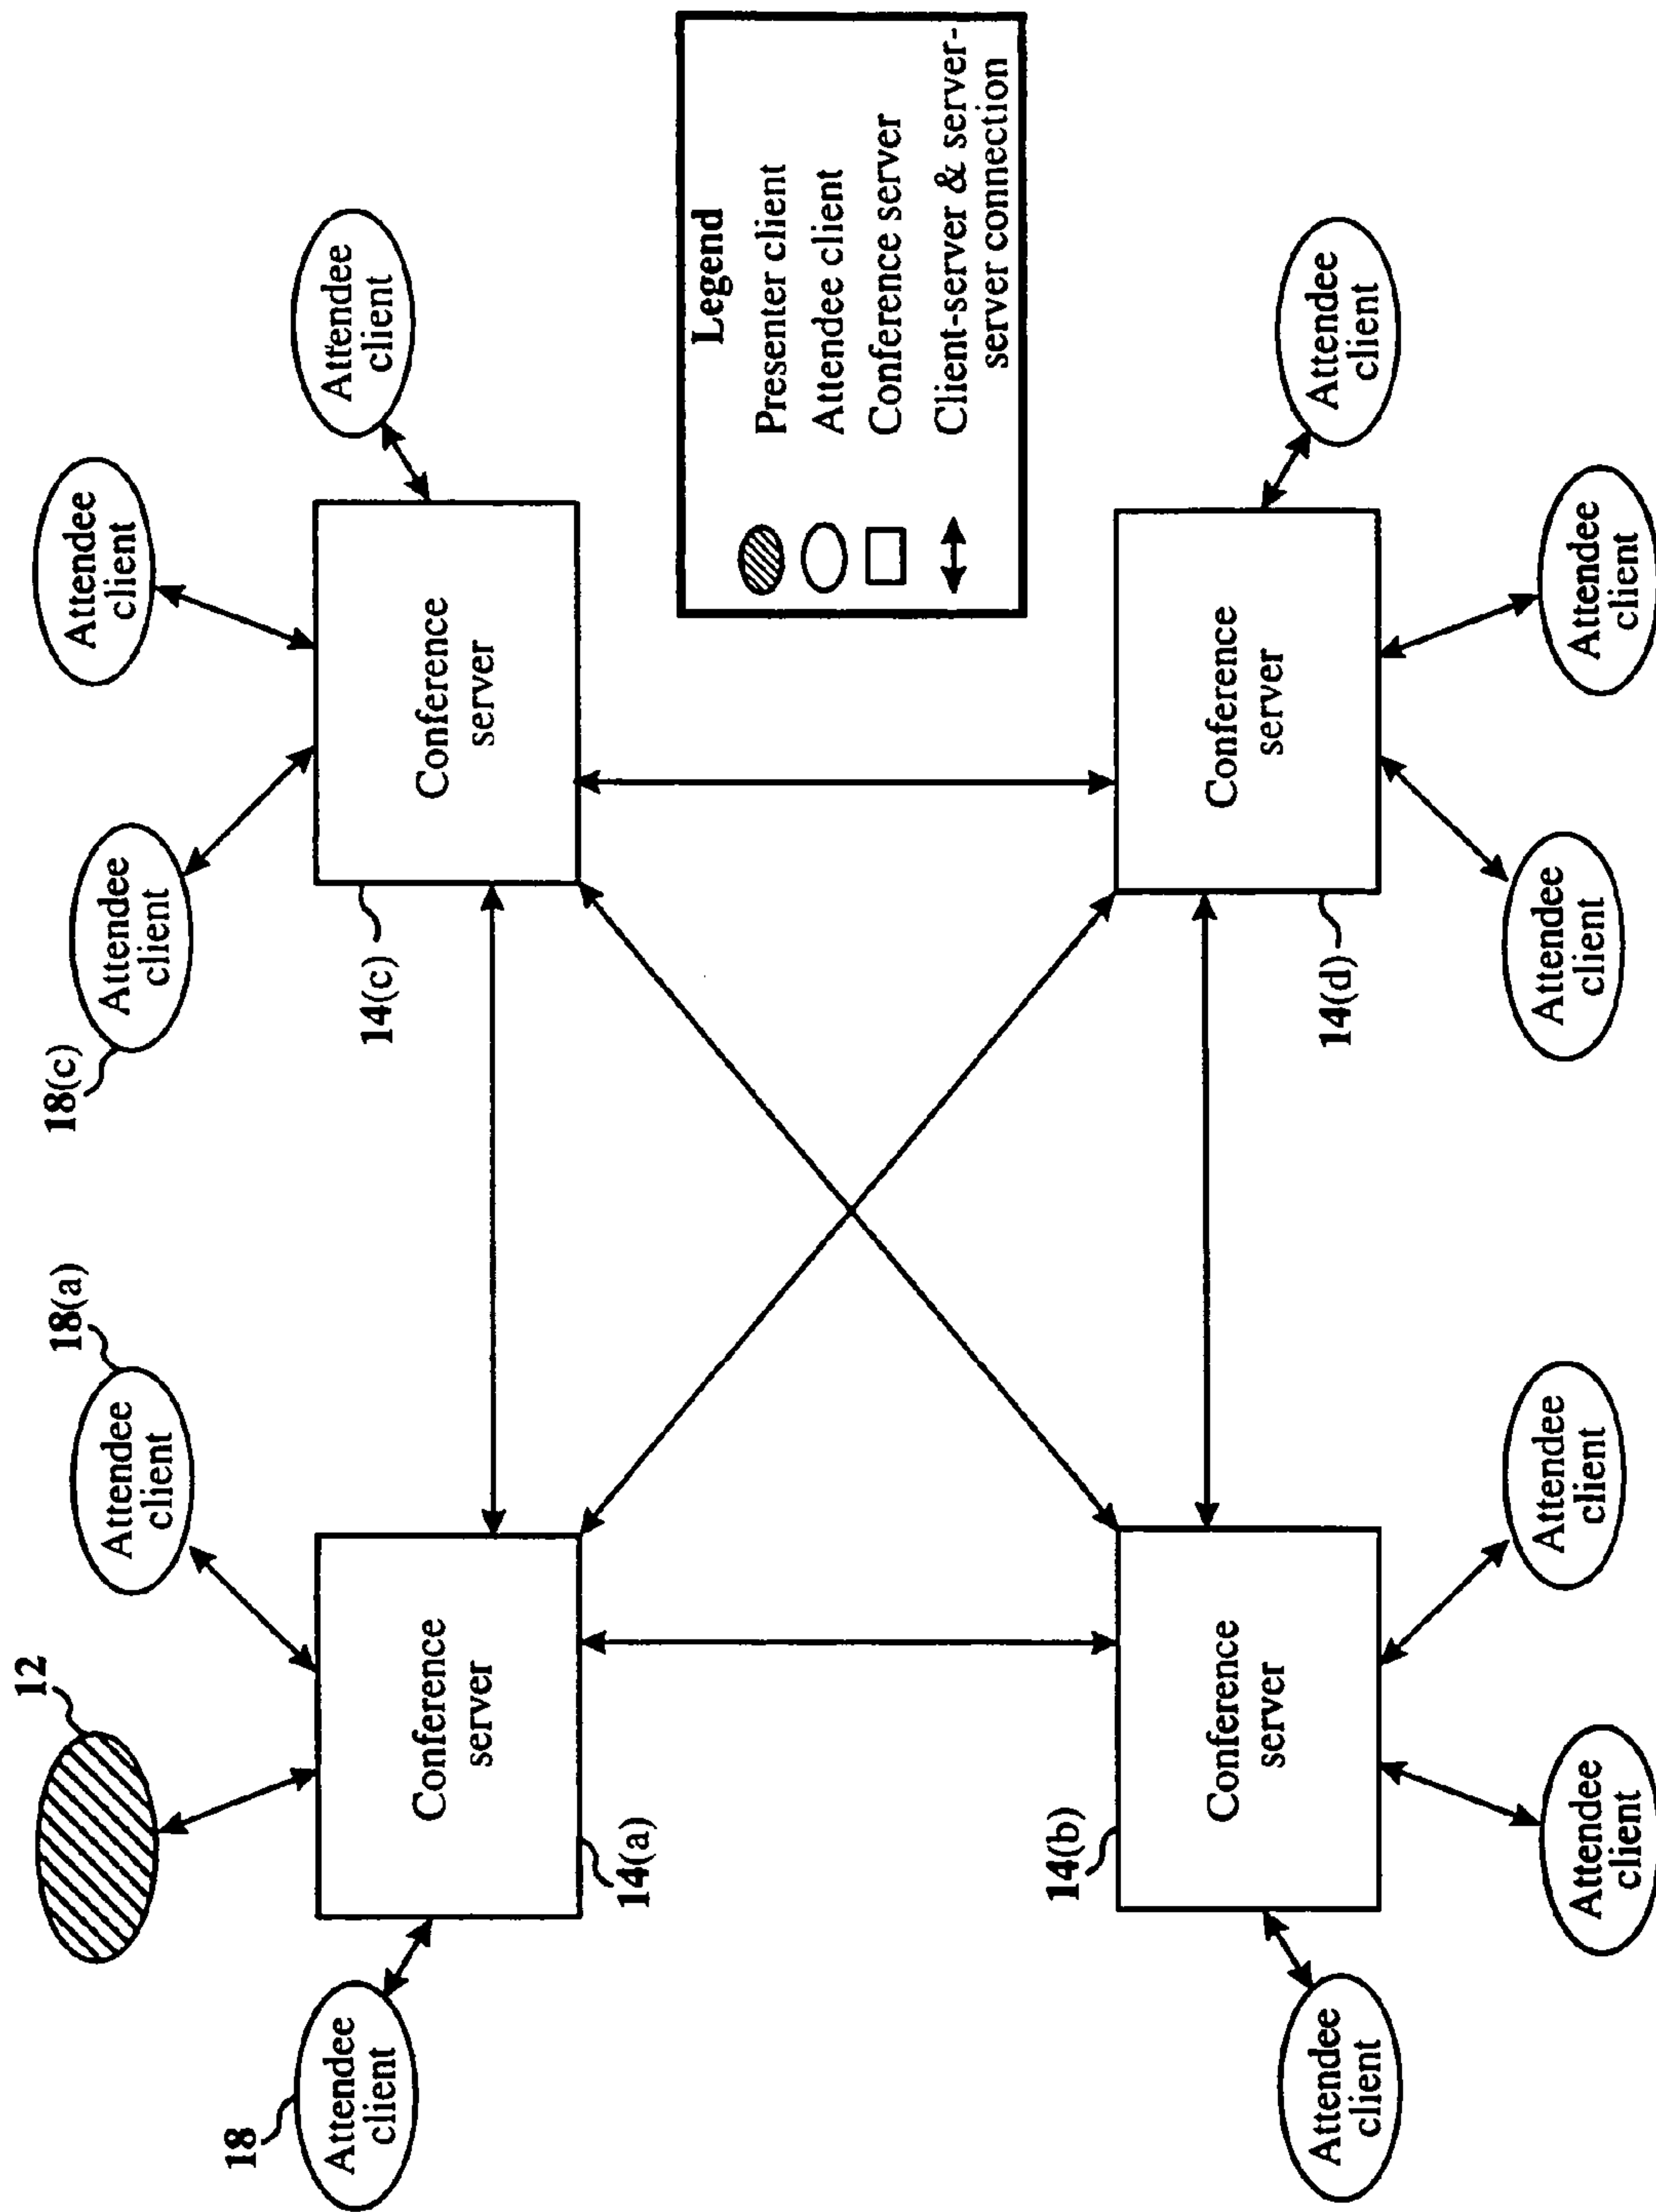 12
18(a)
18(c)
Attendee
client
Attendee
client
Attendee
client
Attendee
client
18
Attendee
client
Conference
server
Conference
server
14(a)
14(c)
Legend
Presenter client
Attendee client
Conference server
Client-server & server-
server connection
14(b)
14(d)
Conference
server
Conference
server
Attendee
client
Attendee
client
Attendee
client
Attendee
client
Attendee
client
Attendee
client